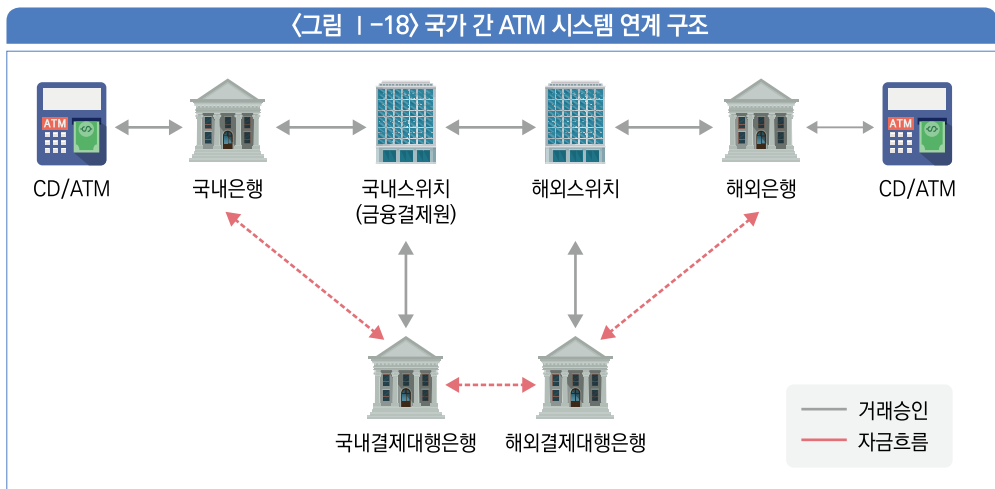 〈그림 Ⅰ-18〉 국가 간 ATM 시스템 연계 구조
ATM
ATM
CD/ATM
국내은행
국내스위치
(금융결제원)
해외스위치
해외은행
CD/ATM
국내결제대행은행
해외결제대행은행
거래승인
자금흐름